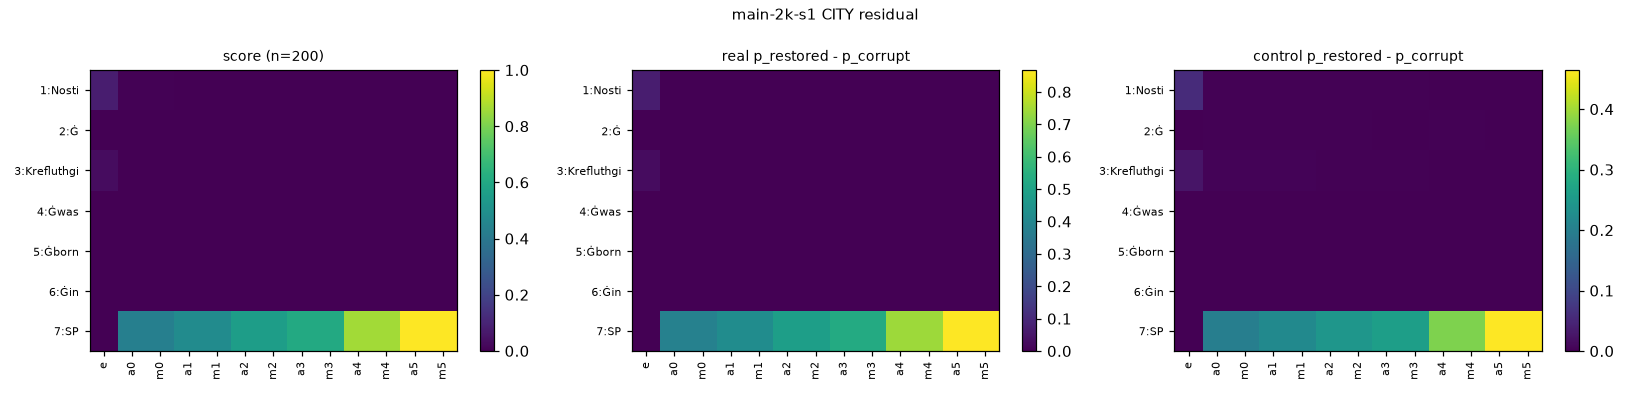 main-2k-s1 CITY residual
score (n=200)
1:Nosti
2:Ġ
3:Krefluthgi
4:Ġwas
5:Ġborn
6:Ġin
7:SP
e a0 m0 a1 m1 a2 m2 a3 m3 a4 m4 a5 m5
1.0
0.8
0.6
0.4
0.2
0.0
real p_restored - p_corrupt
1:Nosti
2:Ġ
3:Krefluthgi
4:Ġwas
5:Ġborn
6:Ġin
7:SP
e a0 m0 a1 m1 a2 m2 a3 m3 a4 m4 a5 m5
0.8
0.7
0.6
0.5
0.4
0.3
0.2
0.1
0.0
control p_restored - p_corrupt
1:Nosti
2:Ġ
3:Krefluthgi
4:Ġwas
5:Ġborn
6:Ġin
7:SP
e a0 m0 a1 m1 a2 m2 a3 m3 a4 m4 a5 m5
0.4
0.3
0.2
0.1
0.0